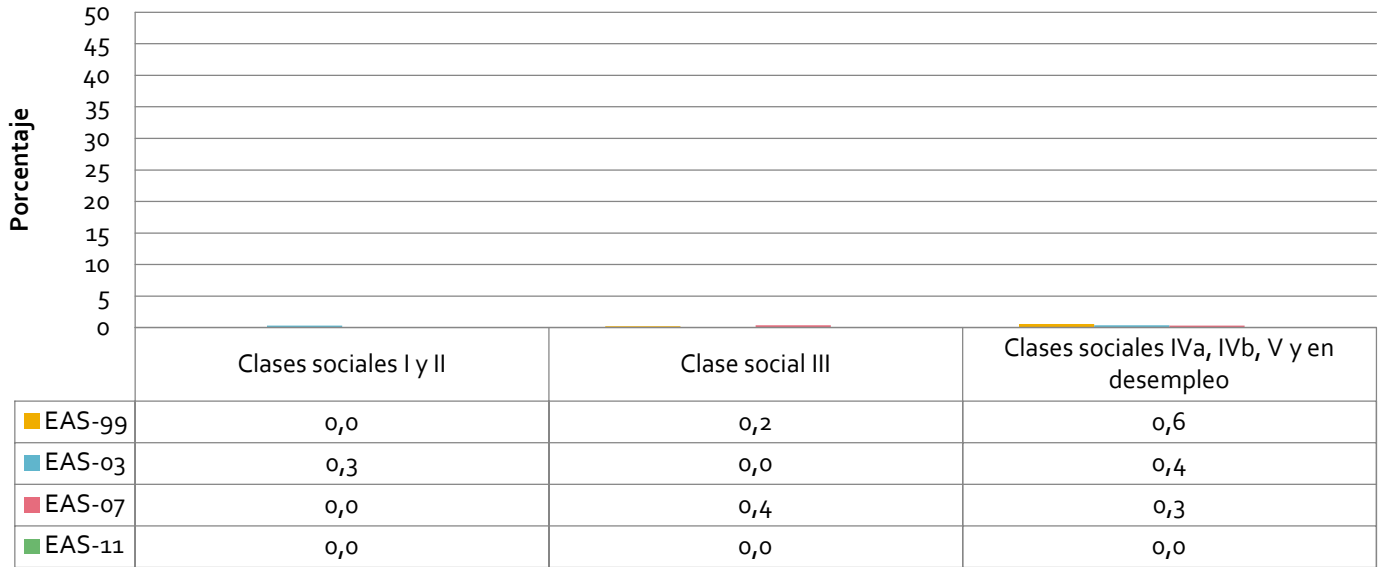 Porcentaje
50
45
40
35
30
25
20
15
10
5
0
Clases sociales I y II Clase social III Clases sociales IVa, IVb, V y en
desempleo
EAS-99 0,0 0,2 0,6
EAS-03 0,3 0,0 0,4
EAS-07 0,0 0,4 0,3
EAS-11 0,0 0,0 0,0